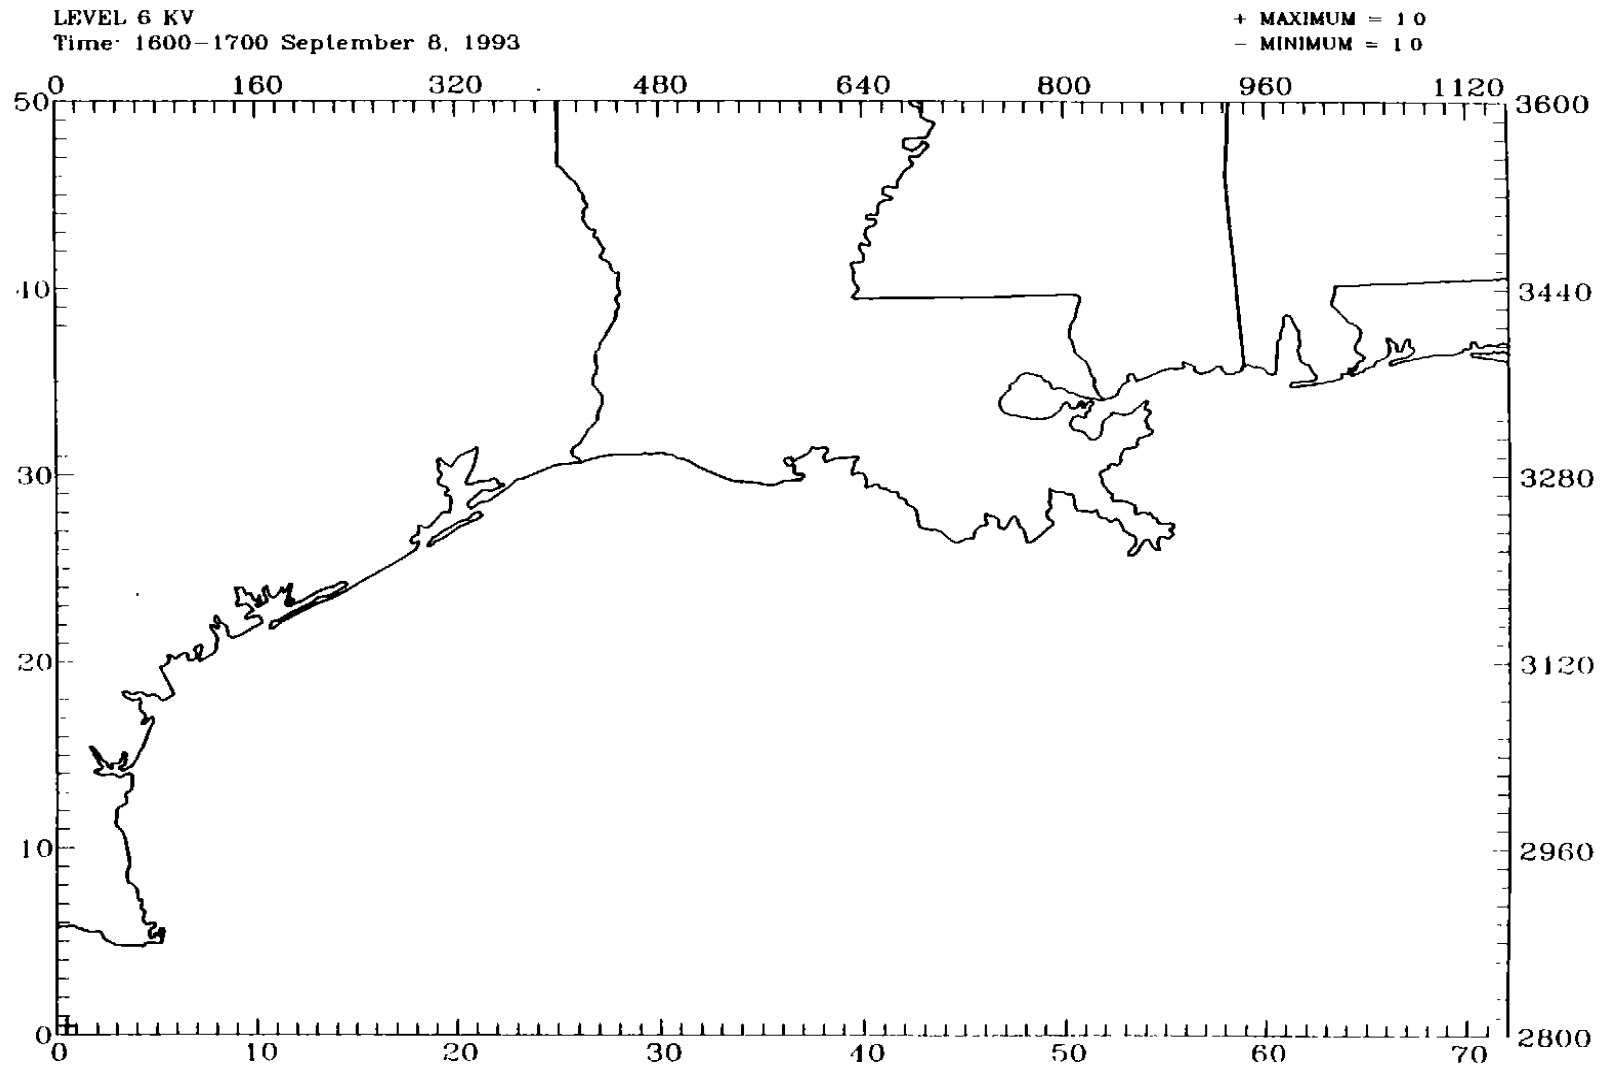 LEVEL 6 KV
Time: 1600-1700 September 8, 1993
+ MAXIMUM = 1.0
- MINIMUM = 1.0
0 160 320 480 640 800 960 1120
50 3600
40 3440
30 3280
20 3120
10 2960
0 2800
0 10 20 30 40 50 60 70